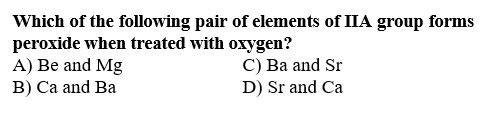 Which of the following pair of elements of IIA group forms
peroxide when treated with oxygen?
A) Be and Mg C) Ba and Sr
B) Ca and Ba D) Sr and Ca